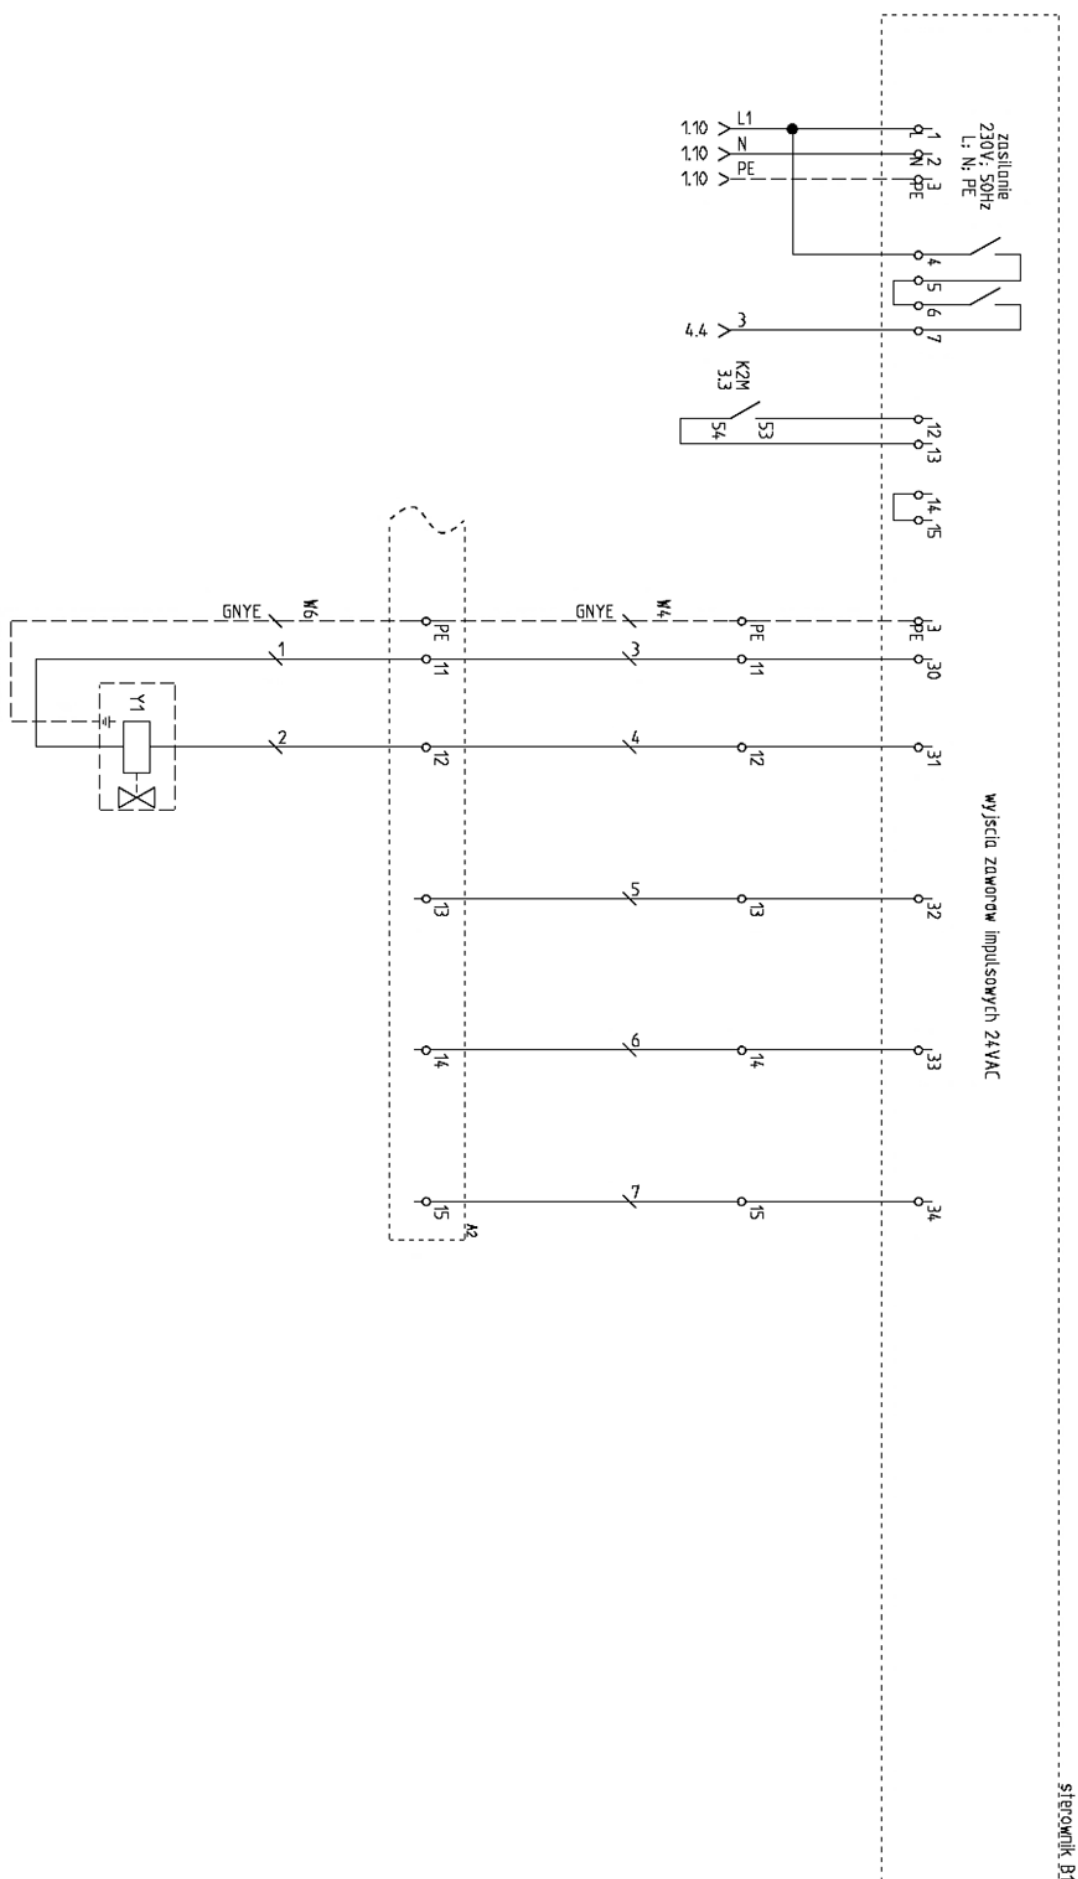 sterownik B1
zasilanie
230V; 50Hz
L; N; PE
1.10
L1
1
L
1.10
N
2
N
1.10
PE
3
PE
4
5
6
4.4
3
7
K2M
3.3
54
53
12
13
14
15
wyjscia zaworów impulsowych 24VAC
GNYE
W6
PE
GNYE
W4
PE
3
PE
1
11
3
11
30
Y1
2
12
4
12
31
13
5
13
32
14
6
14
33
15
7
15
34
A2